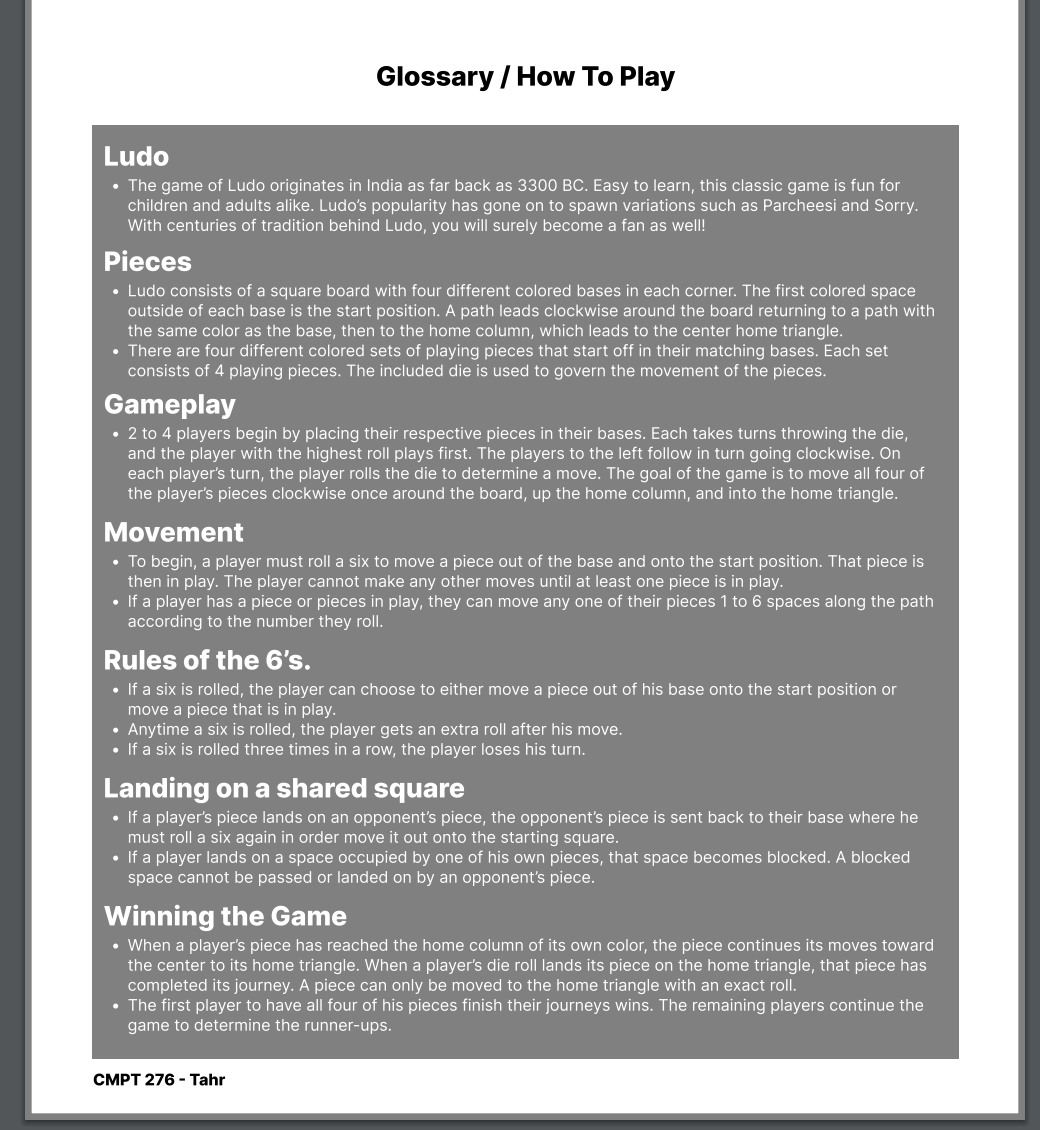 Glossary / How To Play
Ludo
• The game of Ludo originates in India as far back as 3300 BC. Easy to learn, this classic game is fun for
children and adults alike. Ludo’s popularity has gone on to spawn variations such as Parcheesi and Sorry.
With centuries of tradition behind Ludo, you will surely become a fan as well!
Pieces
• Ludo consists of a square board with four different colored bases in each corner. The first colored space
outside of each base is the start position. A path leads clockwise around the board returning to a path with
the same color as the base, then to the home column, which leads to the center home triangle.
• There are four different colored sets of playing pieces that start off in their matching bases. Each set
consists of 4 playing pieces. The included die is used to govern the movement of the pieces.
Gameplay
• 2 to 4 players begin by placing their respective pieces in their bases. Each takes turns throwing the die,
and the player with the highest roll plays first. The players to the left follow in turn going clockwise. On
each player’s turn, the player rolls the die to determine a move. The goal of the game is to move all four of
the player’s pieces clockwise once around the board, up the home column, and into the home triangle.
Movement
• To begin, a player must roll a six to move a piece out of the base and onto the start position. That piece is
then in play. The player cannot make any other moves until at least one piece is in play.
• If a player has a piece or pieces in play, they can move any one of their pieces 1 to 6 spaces along the path
according to the number they roll.
Rules of the 6’s.
• If a six is rolled, the player can choose to either move a piece out of his base onto the start position or
move a piece that is in play.
• Anytime a six is rolled, the player gets an extra roll after his move.
• If a six is rolled three times in a row, the player loses his turn.
Landing on a shared square
• If a player’s piece lands on an opponent’s piece, the opponent’s piece is sent back to their base where he
must roll a six again in order move it out onto the starting square.
• If a player lands on a space occupied by one of his own pieces, that space becomes blocked. A blocked
space cannot be passed or landed on by an opponent’s piece.
Winning the Game
• When a player’s piece has reached the home column of its own color, the piece continues its moves toward
the center to its home triangle. When a player’s die roll lands its piece on the home triangle, that piece has
completed its journey. A piece can only be moved to the home triangle with an exact roll.
• The first player to have all four of his pieces finish their journeys wins. The remaining players continue the
game to determine the runner-ups.
CMPT 276 - Tahr